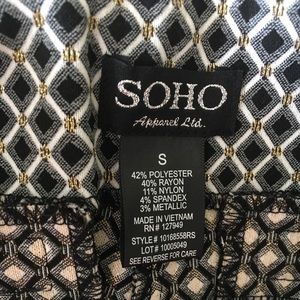 SOHO
Apparel Ltd.
S
42% POLYESTER
40% RAYON
11% NYLON
4% SPANDEX
3% METALLIC
MADE IN VIETNAM
RN# 127949
STYLE# 10168558RS
LOT# 10005049
SEE REVERSE FOR CARE